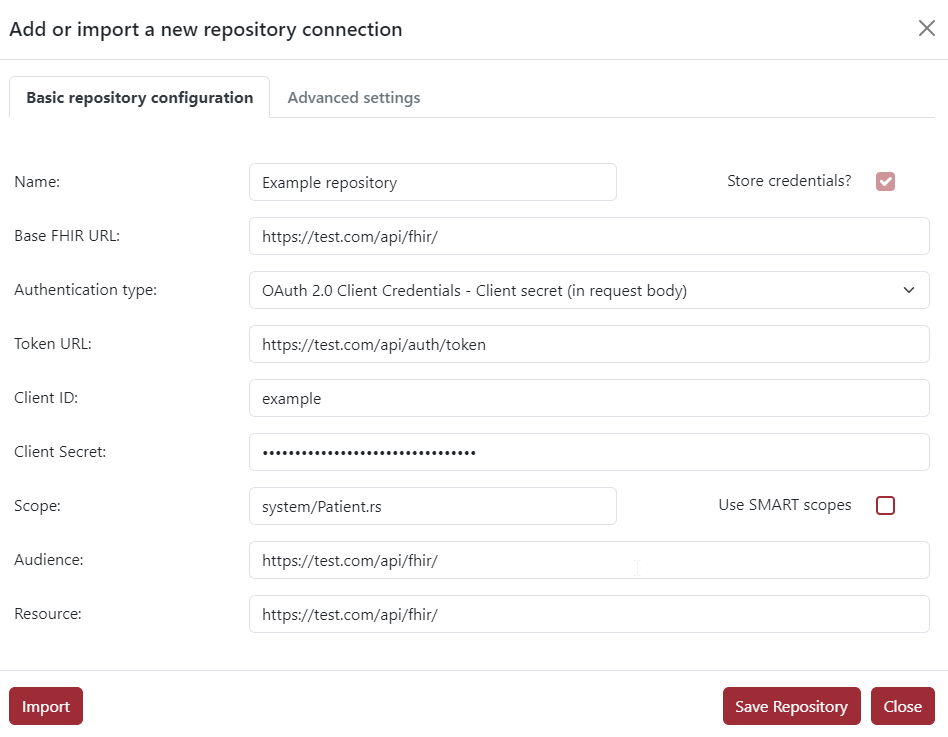 Add or import a new repository connection
Basic repository configuration Advanced settings
Name: Example repository Store credentials?
Base FHIR URL: https://test.com/api/fhir/
Authentication type: OAuth 2.0 Client Credentials - Client secret (in request body)
Token URL: https://test.com/api/auth/token
Client ID: example
Client Secret: •••••••••••••••••••••••••••••••••
Scope: system/Patient.rs Use SMART scopes
Audience: https://test.com/api/fhir/
Resource: https://test.com/api/fhir/
Import Save Repository Close